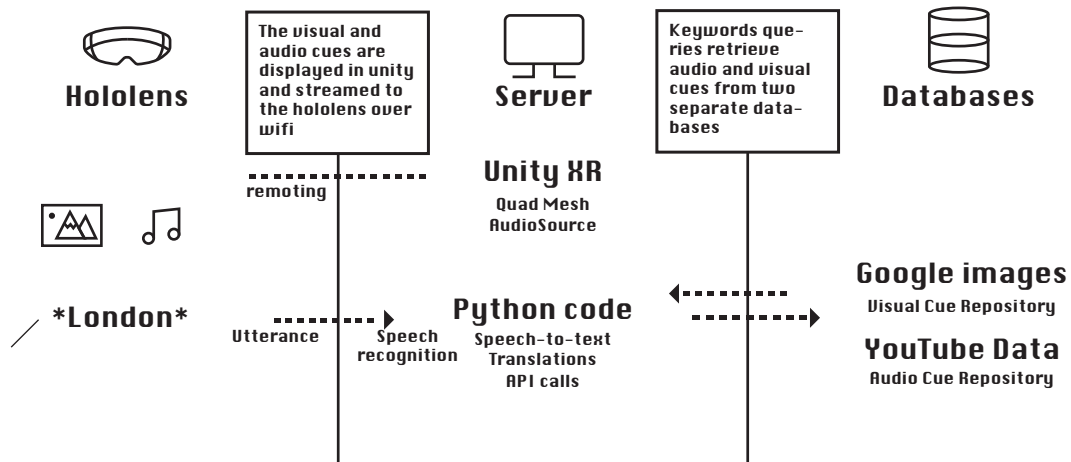 Hololens
The visual and
audio cues are
displayed in unity
and streamed to
the hololens over
wifi
Server
Keywords que-
ries retrieve
audio and visual
cues from two
separate data-
bases
Databases
remoting
Unity XR
Quad Mesh
AudioSource
*London*
Utterance
Speech
recognition
Python code
Speech-to-text
Translations
API calls
Google images
Visual Cue Repository
YouTube Data
Audio Cue Repository